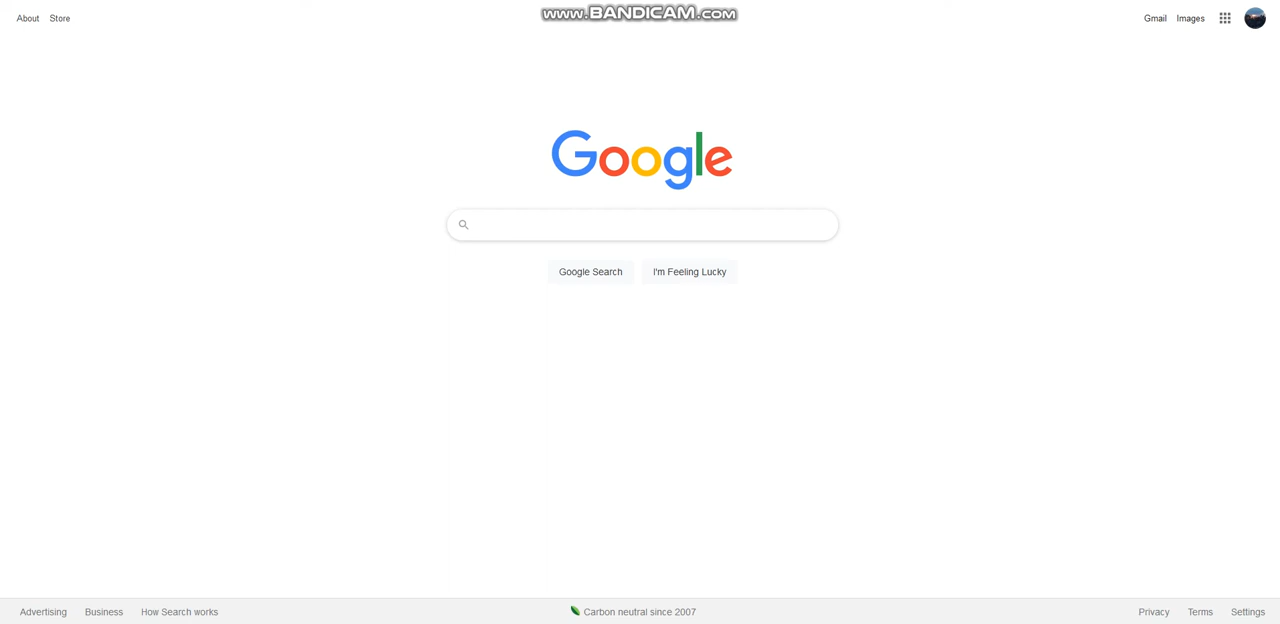 About Store
www.BANDICAM.com
Gmail Images
Google
Google Search I'm Feeling Lucky
Advertising Business How Search works
Carbon neutral since 2007
Privacy Terms Settings